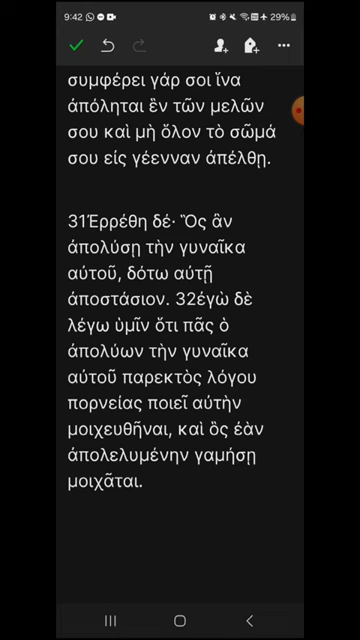 9:42
29%
συμφέρει γάρ σοι ἵνα
ἀπόληται ἓν τῶν μελῶν
σου καὶ μὴ ὅλον τὸ σῶμά
σου εἰς γέενναν ἀπέλθῃ.
31Ἐρρέθη δέ· Ὃς ἂν
ἀπολύσῃ τὴν γυναῖκα
αὐτοῦ, δότω αὐτῇ
ἀποστάσιον. 32ἐγὼ δὲ
λέγω ὑμῖν ὅτι πᾶς ὁ
ἀπολύων τὴν γυναῖκα
αὐτοῦ παρεκτὸς λόγου
πορνείας ποιεῖ αὐτὴν
μοιχευθῆναι, καὶ ὃς ἐὰν
ἀπολελυμένην γαμήσῃ
μοιχᾶται.